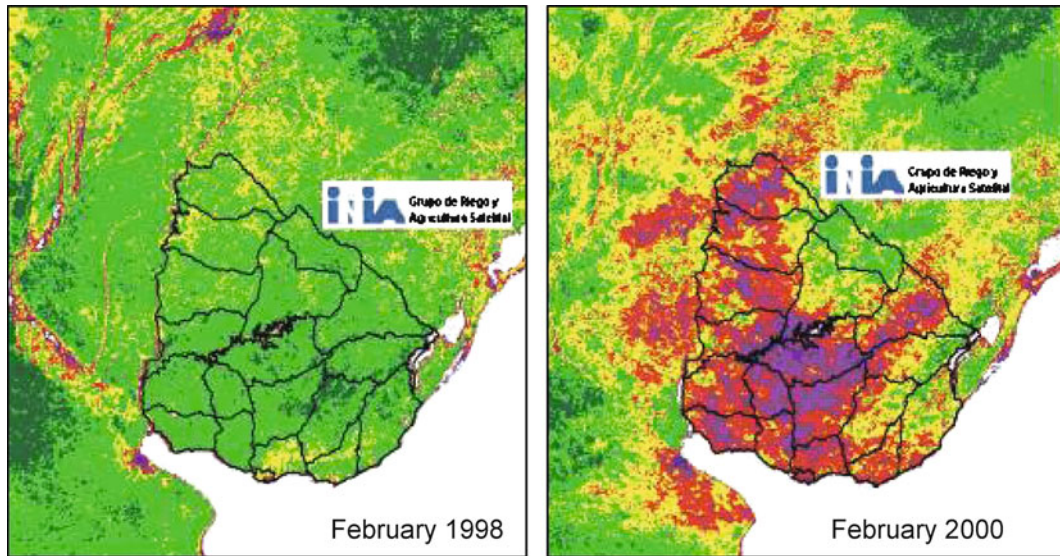 INIA
Grupo de Riego y
Agricultura Satelital
February 1998
INIA
Grupo de Riego y
Agricultura Satelital
February 2000